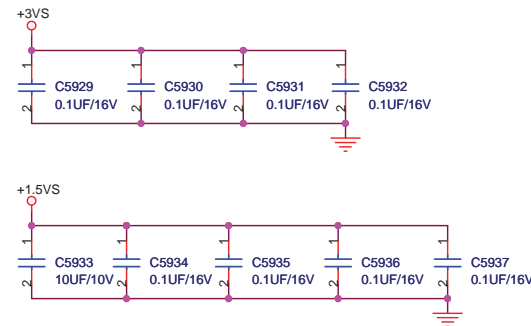 +3VS
1 1 1 1
C5929 C5930 C5931 C5932
0.1UF/16V 0.1UF/16V 0.1UF/16V 0.1UF/16V
2 2 2 2
+1.5VS
1 1 1 1 1
C5933 C5934 C5935 C5936 C5937
10UF/10V 0.1UF/16V 0.1UF/16V 0.1UF/16V 0.1UF/16V
2 2 2 2 2